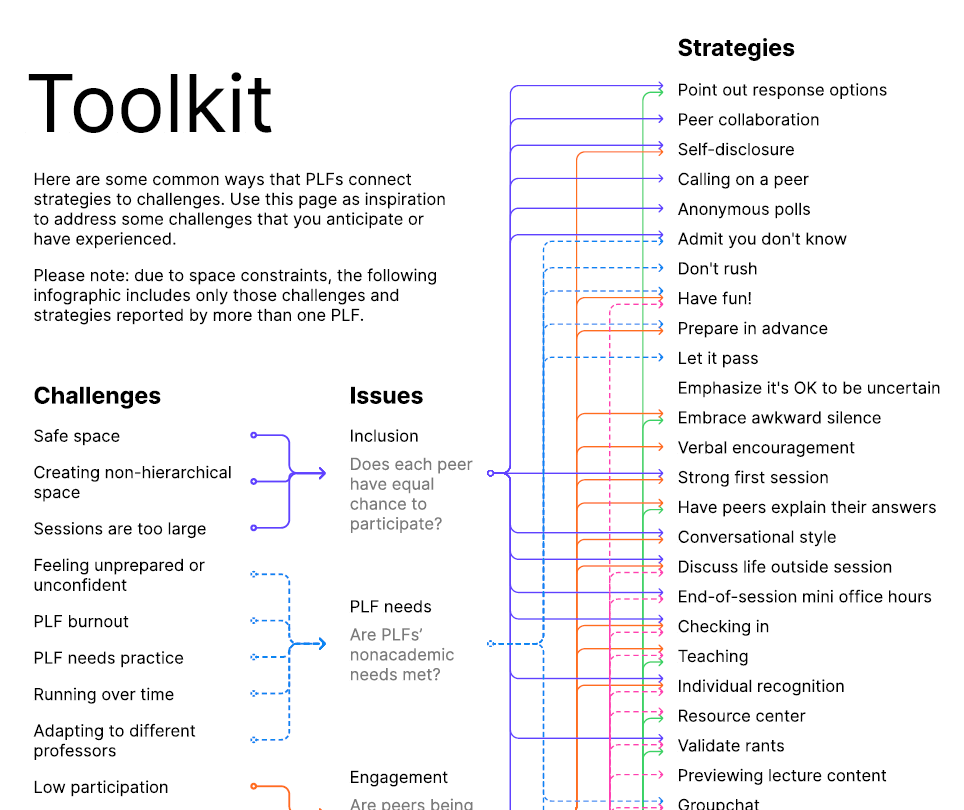 Toolkit
Here are some common ways that PLFs connect
strategies to challenges. Use this page as inspiration
to address some challenges that you anticipate or
have experienced.
Please note: due to space constraints, the following
infographic includes only those challenges and
strategies reported by more than one PLF.
Challenges
Safe space
Creating non-hierarchical
space
Sessions are too large
Feeling unprepared or
unconfident
PLF burnout
PLF needs practice
Running over time
Adapting to different
professors
Low participation
Issues
Inclusion
Does each peer
have equal
chance to
participate?
PLF needs
Are PLFs’
nonacademic
needs met?
Engagement
Are peers being
Strategies
Point out response options
Peer collaboration
Self-disclosure
Calling on a peer
Anonymous polls
Admit you don't know
Don't rush
Have fun!
Prepare in advance
Let it pass
Emphasize it's OK to be uncertain
Embrace awkward silence
Verbal encouragement
Strong first session
Have peers explain their answers
Conversational style
Discuss life outside session
End-of-session mini office hours
Checking in
Teaching
Individual recognition
Resource center
Validate rants
Previewing lecture content
Groupchat